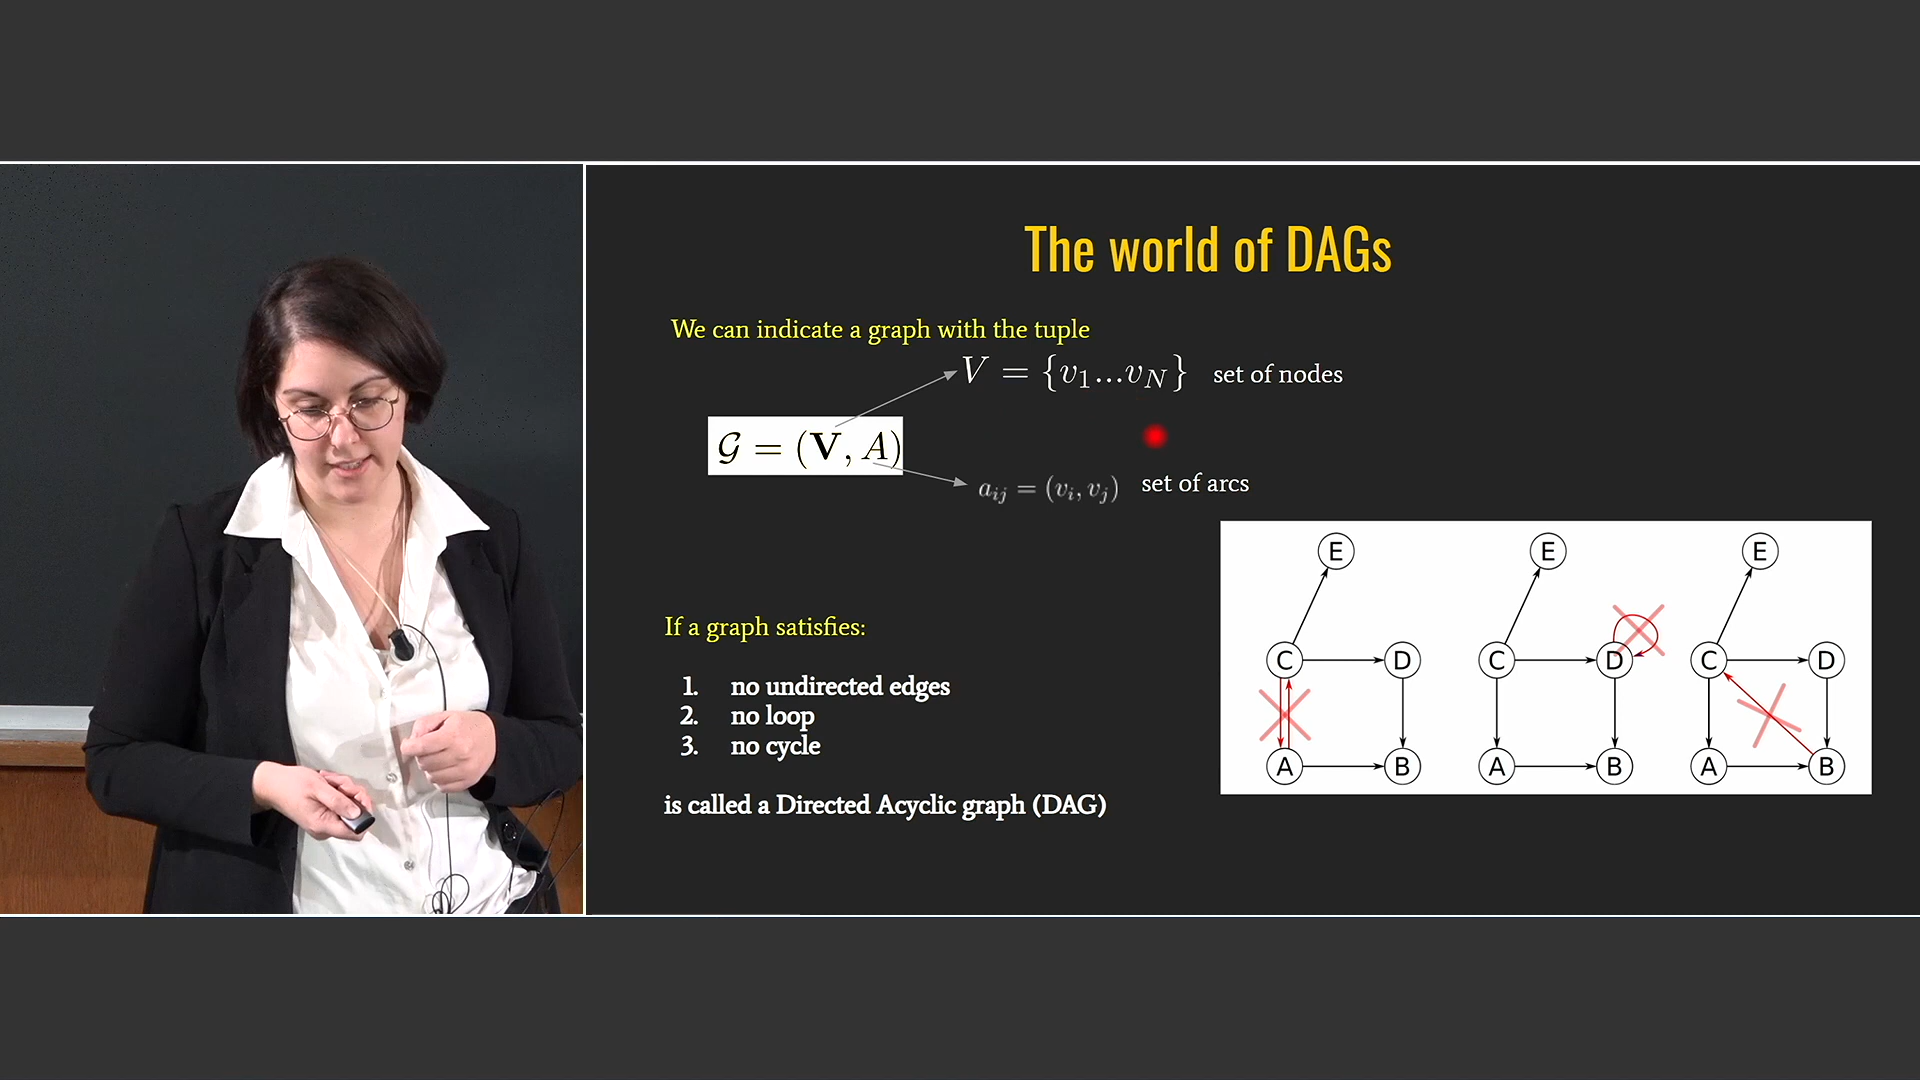 The world of DAGs
We can indicate a graph with the tuple
V = {v₁...v_N} set of nodes
𝒢 = (V, A)
a_ij = (v_i, v_j) set of arcs
If a graph satisfies:
1. no undirected edges
2. no loop
3. no cycle
is called a Directed Acyclic graph (DAG)
E E E
C D C D C D
A B A B A B